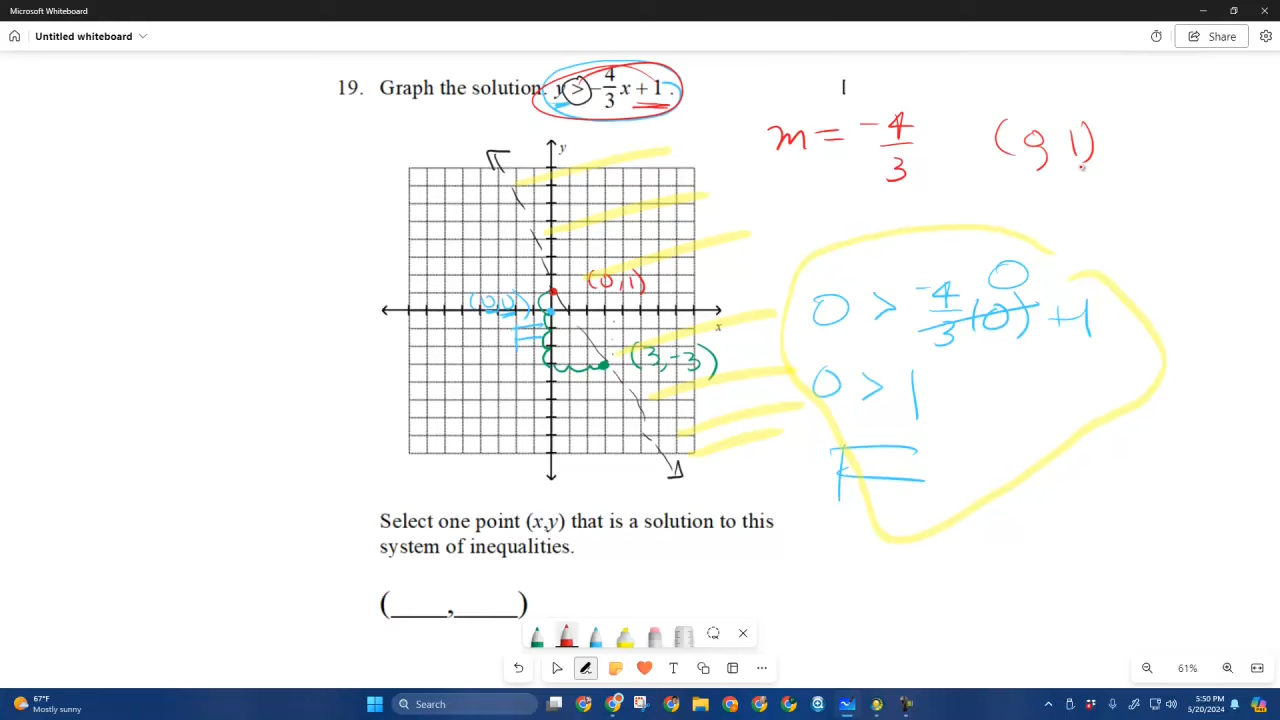 Microsoft Whiteboard
Untitled whiteboard
Share
19. Graph the solution. y > -4/3 x + 1 .
m = -4/3 (0, 1)
y
(0,1)
(0,0)
F
x
(3,-3)
0
0 > -4/3 (0) + 1
0 > 1
F
Select one point (x,y) that is a solution to this
system of inequalities.
(____,_____)
T
61%
67°F
Mostly sunny
Search
5:50 PM
5/20/2024